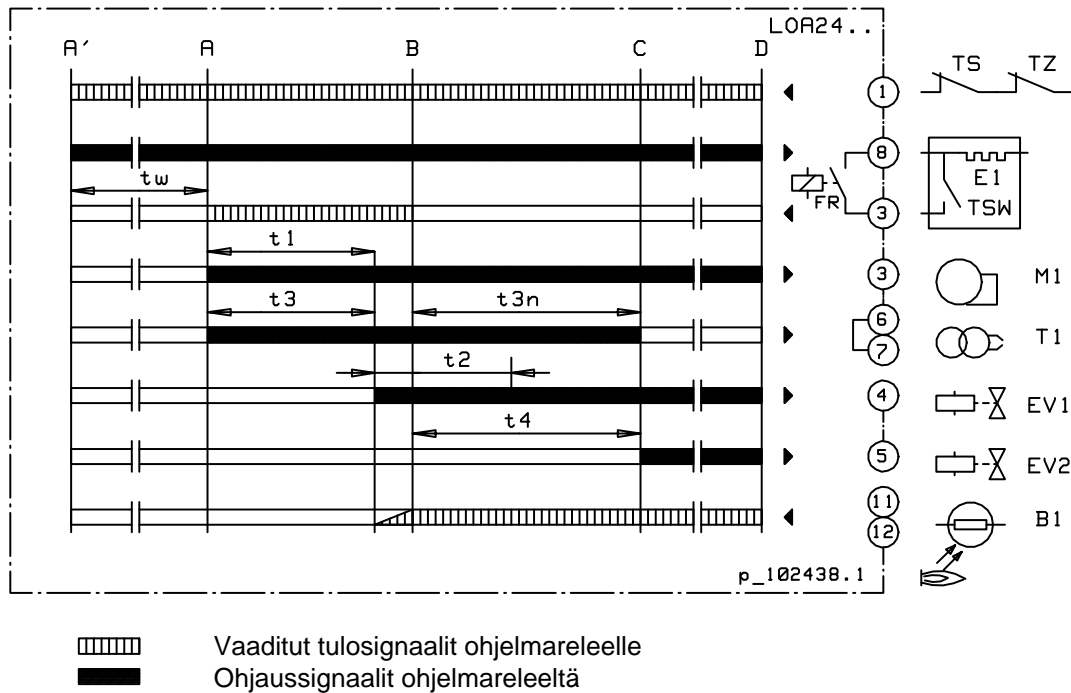 LOA24..
A´ A B C D
TS TZ
1
8
tw
E1
FR
TSW
3
t1
3
M1
t3 t3n
6
T1
7
t2
4
EV1
t4
5
EV2
11
B1
12
p_102438.1
Vaaditut tulosignaalit ohjelmareleelle
Ohjaussignaalit ohjelmareleeltä